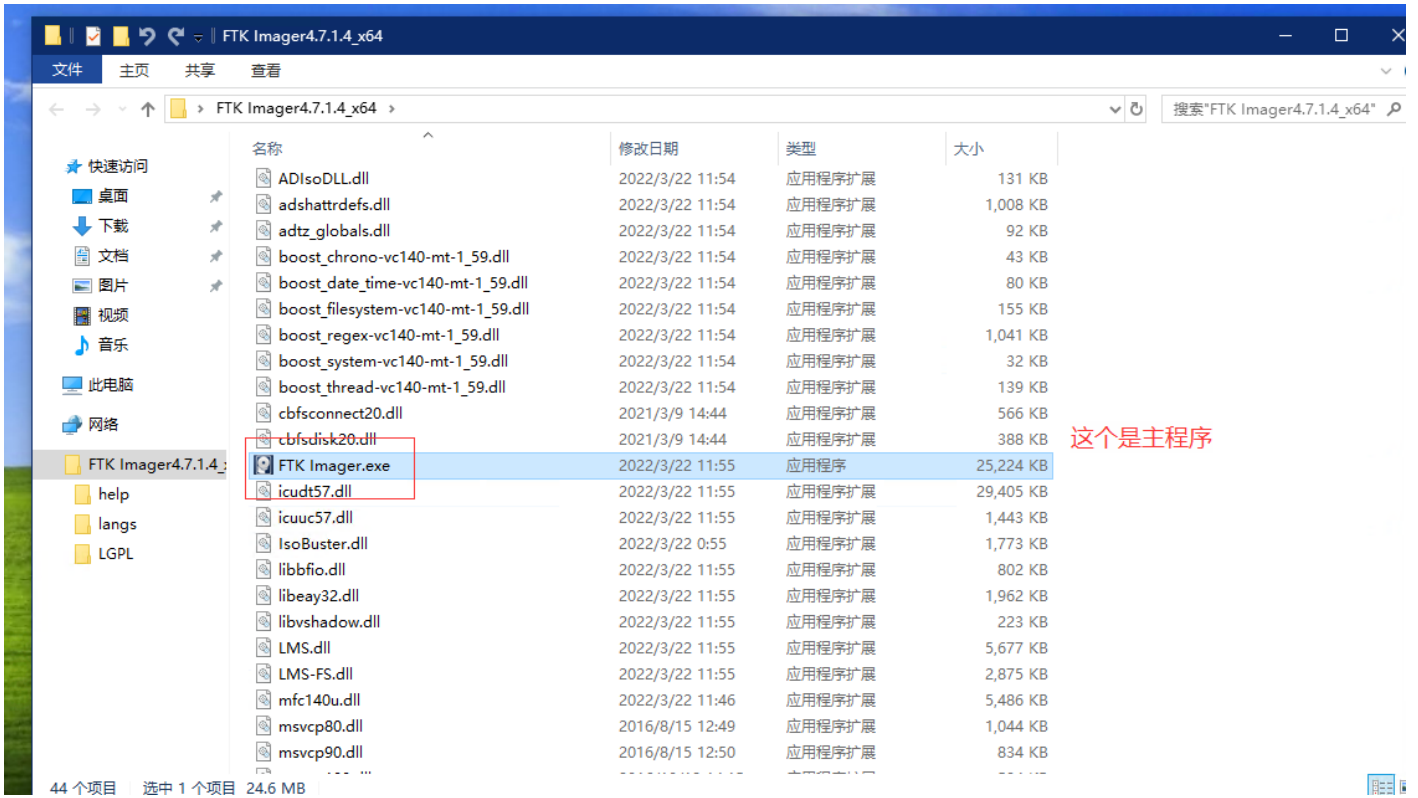 FTK Imager4.7.1.4_x64
文件 主页 共享 查看
FTK Imager4.7.1.4_x64 搜索"FTK Imager4.7.1.4_x64"
名称 修改日期 类型 大小
快速访问
桌面
下载
文档
图片
视频
音乐
此电脑
网络
FTK Imager4.7.1.4_
help
langs
LGPL
ADIsoDLL.dll 2022/3/22 11:54 应用程序扩展 131 KB
adshattrdefs.dll 2022/3/22 11:54 应用程序扩展 1,008 KB
adtz_globals.dll 2022/3/22 11:54 应用程序扩展 92 KB
boost_chrono-vc140-mt-1_59.dll 2022/3/22 11:54 应用程序扩展 43 KB
boost_date_time-vc140-mt-1_59.dll 2022/3/22 11:54 应用程序扩展 80 KB
boost_filesystem-vc140-mt-1_59.dll 2022/3/22 11:54 应用程序扩展 155 KB
boost_regex-vc140-mt-1_59.dll 2022/3/22 11:54 应用程序扩展 1,041 KB
boost_system-vc140-mt-1_59.dll 2022/3/22 11:54 应用程序扩展 32 KB
boost_thread-vc140-mt-1_59.dll 2022/3/22 11:54 应用程序扩展 139 KB
cbfsconnect20.dll 2021/3/9 14:44 应用程序扩展 566 KB
cbfsdisk20.dll 2021/3/9 14:44 应用程序扩展 388 KB
这个是主程序
FTK Imager.exe 2022/3/22 11:55 应用程序 25,224 KB
icudt57.dll 2022/3/22 11:55 应用程序扩展 29,405 KB
icuuc57.dll 2022/3/22 11:55 应用程序扩展 1,443 KB
IsoBuster.dll 2022/3/22 0:55 应用程序扩展 1,773 KB
libbfio.dll 2022/3/22 11:55 应用程序扩展 802 KB
libeay32.dll 2022/3/22 11:55 应用程序扩展 1,962 KB
libvshadow.dll 2022/3/22 11:55 应用程序扩展 223 KB
LMS.dll 2022/3/22 11:55 应用程序扩展 5,677 KB
LMS-FS.dll 2022/3/22 11:55 应用程序扩展 2,875 KB
mfc140u.dll 2022/3/22 11:46 应用程序扩展 5,486 KB
msvcp80.dll 2016/8/15 12:49 应用程序扩展 1,044 KB
msvcp90.dll 2016/8/15 12:50 应用程序扩展 834 KB
44 个项目 选中 1 个项目 24.6 MB